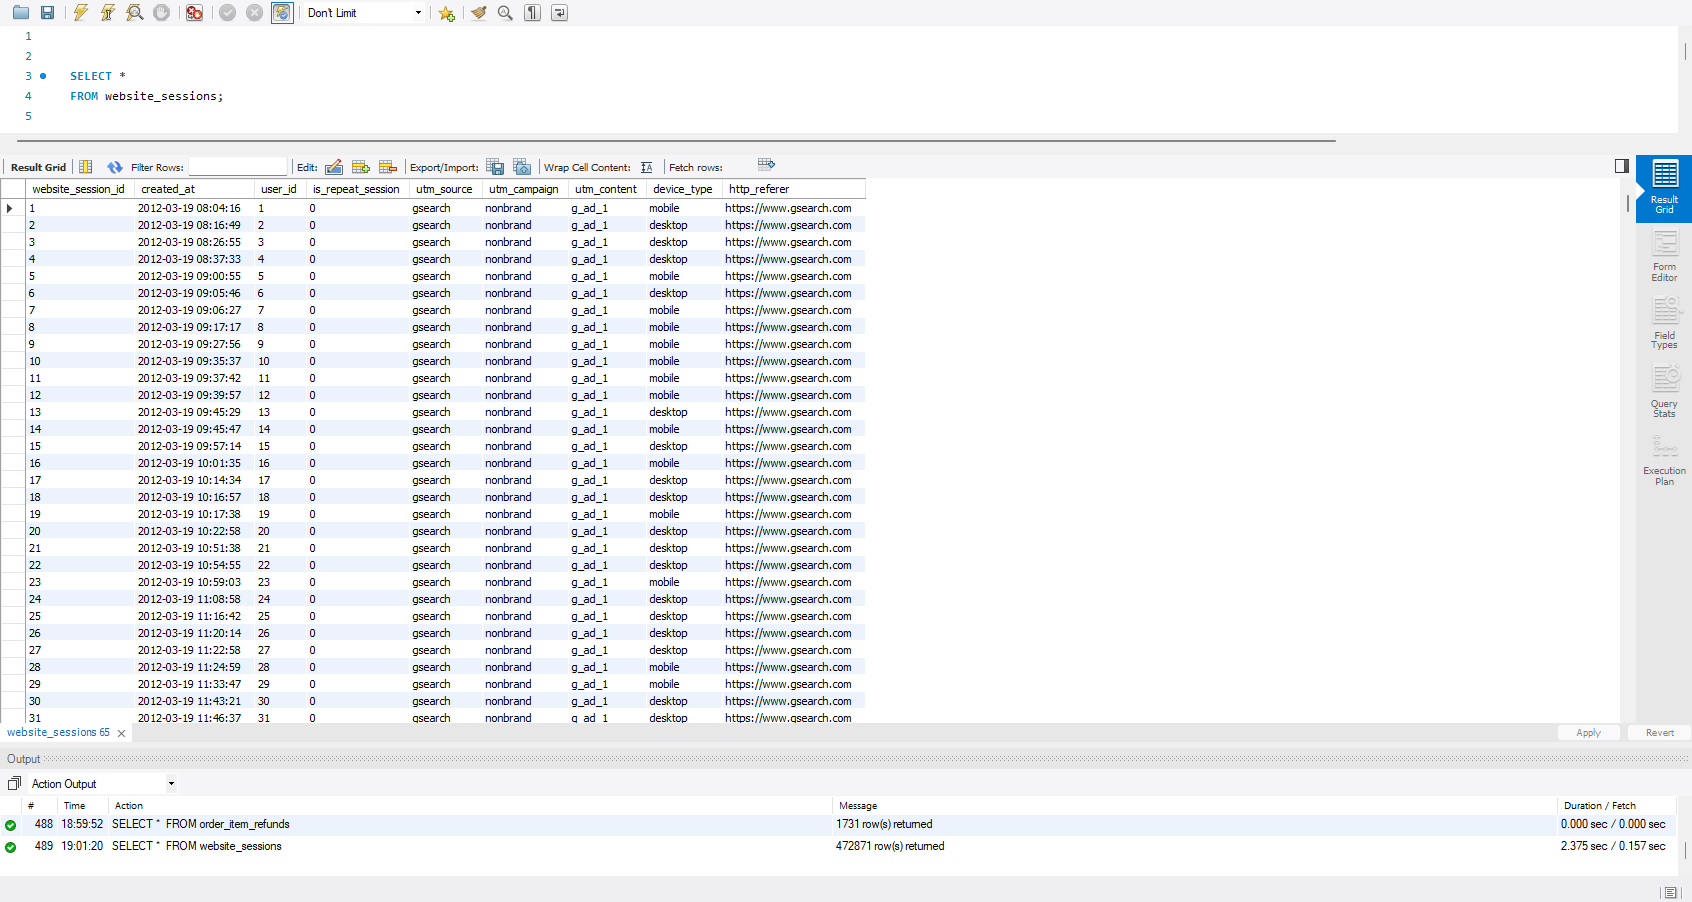 Don't Limit
1
2
3 SELECT *
4 FROM website_sessions;
5
Result Grid Filter Rows: Edit: Export/Import: Wrap Cell Content: Fetch rows:
website_session_id created_at user_id is_repeat_session utm_source utm_campaign utm_content device_type http_referer
1 2012-03-19 08:04:16 1 0 gsearch nonbrand g_ad_1 mobile https://www.gsearch.com
2 2012-03-19 08:16:49 2 0 gsearch nonbrand g_ad_1 desktop https://www.gsearch.com
3 2012-03-19 08:26:55 3 0 gsearch nonbrand g_ad_1 desktop https://www.gsearch.com
4 2012-03-19 08:37:33 4 0 gsearch nonbrand g_ad_1 desktop https://www.gsearch.com
5 2012-03-19 09:00:55 5 0 gsearch nonbrand g_ad_1 mobile https://www.gsearch.com
6 2012-03-19 09:05:46 6 0 gsearch nonbrand g_ad_1 desktop https://www.gsearch.com
7 2012-03-19 09:06:27 7 0 gsearch nonbrand g_ad_1 mobile https://www.gsearch.com
8 2012-03-19 09:17:17 8 0 gsearch nonbrand g_ad_1 mobile https://www.gsearch.com
9 2012-03-19 09:27:56 9 0 gsearch nonbrand g_ad_1 mobile https://www.gsearch.com
10 2012-03-19 09:35:37 10 0 gsearch nonbrand g_ad_1 mobile https://www.gsearch.com
11 2012-03-19 09:37:42 11 0 gsearch nonbrand g_ad_1 mobile https://www.gsearch.com
12 2012-03-19 09:39:57 12 0 gsearch nonbrand g_ad_1 mobile https://www.gsearch.com
13 2012-03-19 09:45:29 13 0 gsearch nonbrand g_ad_1 desktop https://www.gsearch.com
14 2012-03-19 09:45:47 14 0 gsearch nonbrand g_ad_1 mobile https://www.gsearch.com
15 2012-03-19 09:57:14 15 0 gsearch nonbrand g_ad_1 desktop https://www.gsearch.com
16 2012-03-19 10:01:35 16 0 gsearch nonbrand g_ad_1 mobile https://www.gsearch.com
17 2012-03-19 10:14:34 17 0 gsearch nonbrand g_ad_1 desktop https://www.gsearch.com
18 2012-03-19 10:16:57 18 0 gsearch nonbrand g_ad_1 desktop https://www.gsearch.com
19 2012-03-19 10:17:38 19 0 gsearch nonbrand g_ad_1 mobile https://www.gsearch.com
20 2012-03-19 10:22:58 20 0 gsearch nonbrand g_ad_1 desktop https://www.gsearch.com
21 2012-03-19 10:51:38 21 0 gsearch nonbrand g_ad_1 desktop https://www.gsearch.com
22 2012-03-19 10:54:55 22 0 gsearch nonbrand g_ad_1 desktop https://www.gsearch.com
23 2012-03-19 10:59:03 23 0 gsearch nonbrand g_ad_1 mobile https://www.gsearch.com
24 2012-03-19 11:08:58 24 0 gsearch nonbrand g_ad_1 desktop https://www.gsearch.com
25 2012-03-19 11:16:42 25 0 gsearch nonbrand g_ad_1 desktop https://www.gsearch.com
26 2012-03-19 11:20:14 26 0 gsearch nonbrand g_ad_1 desktop https://www.gsearch.com
27 2012-03-19 11:22:58 27 0 gsearch nonbrand g_ad_1 desktop https://www.gsearch.com
28 2012-03-19 11:24:59 28 0 gsearch nonbrand g_ad_1 mobile https://www.gsearch.com
29 2012-03-19 11:33:47 29 0 gsearch nonbrand g_ad_1 mobile https://www.gsearch.com
30 2012-03-19 11:43:21 30 0 gsearch nonbrand g_ad_1 desktop https://www.gsearch.com
31 2012-03-19 11:46:37 31 0 gsearch nonbrand g_ad_1 desktop https://www.gsearch.com
Result
Grid
Form
Editor
Field
Types
Query
Stats
Execution
Plan
website_sessions 65 Apply Revert
Output
Action Output
# Time Action Message Duration / Fetch
488 18:59:52 SELECT * FROM order_item_refunds 1731 row(s) returned 0.000 sec / 0.000 sec
489 19:01:20 SELECT * FROM website_sessions 472871 row(s) returned 2.375 sec / 0.157 sec